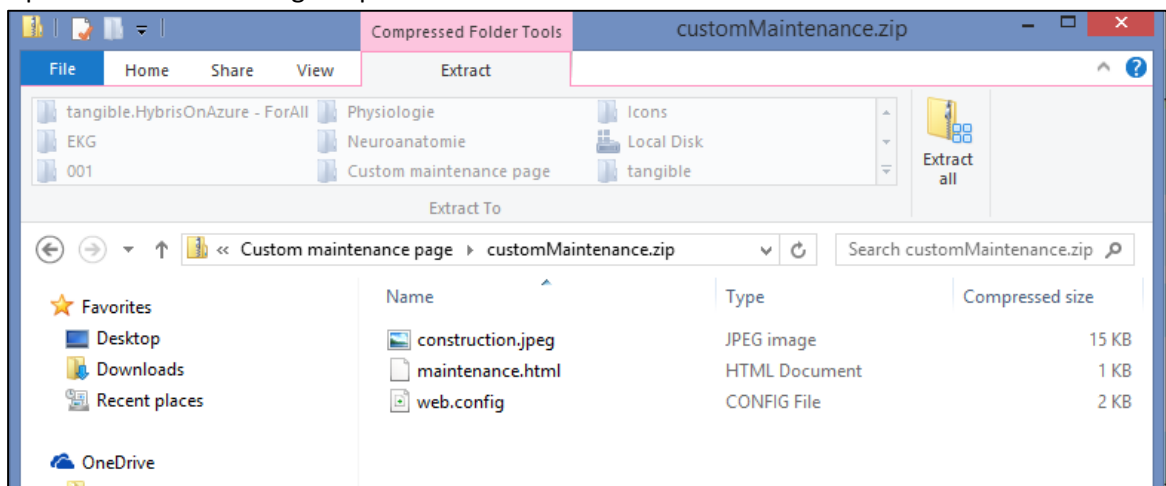 Compressed Folder Tools customMaintenance.zip
File Home Share View Extract
tangible.HybrisOnAzure - ForAll Physiologie Icons
EKG Neuroanatomie Local Disk
001 Custom maintenance page tangible
Extract all
Extract To
« Custom maintenance page customMaintenance.zip Search customMaintenance.zip
Name Type Compressed size
Favorites
construction.jpeg JPEG image 15 KB
Desktop
maintenance.html HTML Document 1 KB
Downloads
web.config CONFIG File 2 KB
Recent places
OneDrive